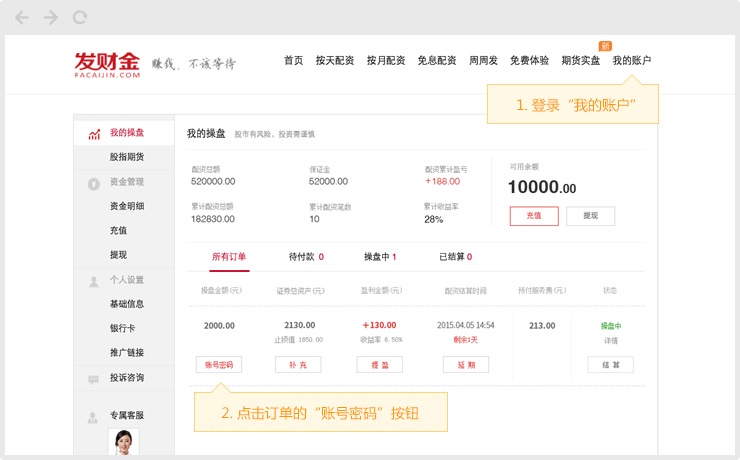 新
发财金 FACAIJIN.COM 赚钱，不该等待 首页 按天配资 按月配资 免息配资 周周发 免费体验 期货实盘 我的账户
1. 登录“我的账户”
我的操盘
股指期货
资金管理
资金明细
充值
提现
个人设置
基础信息
银行卡
推广链接
投诉咨询
专属客服
我的操盘 股市有风险，投资需谨慎
配资总额 保证金 配资累计盈亏
520000.00 52000.00 +188.00
累计配资总额 累计配资笔数 累计收益率
182830.00 10 28%
可用余额
10000.00
充值 提现
所有订单 待付款 0 操盘中 1 已结算 0
操盘金额(元) 证券总资产(元) 盈利金额(元) 配资结算时间 预付服务费(元) 状态
2000.00 2130.00 +130.00 2015.04.05 14:54 213.00 操盘中
止损值 1850.00 收益率 6.50% 剩余1天 详情
账号密码 补 充 提 盈 延 期 结 算
2. 点击订单的“账号密码”按钮